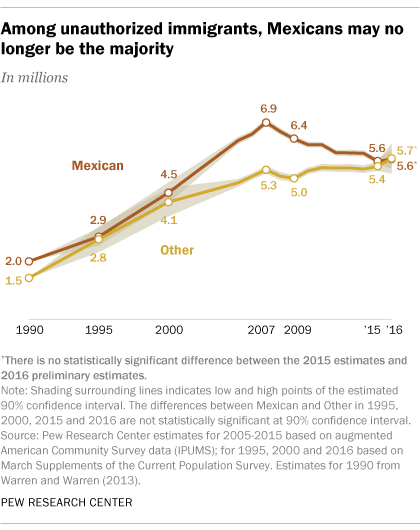 Among unauthorized immigrants, Mexicans may no
longer be the majority
In millions
6.9
6.4
5.6
5.7*
5.6*
Mexican
4.5
5.3
5.0
5.4
2.9
4.1
Other
2.0
2.8
1.5
1990 1995 2000 2007 2009 '15 '16
*There is no statistically significant difference between the 2015 estimates and
2016 preliminary estimates.
Note: Shading surrounding lines indicates low and high points of the estimated
90% confidence interval. The differences between Mexican and Other in 1995,
2000, 2015 and 2016 are not statistically significant at 90% confidence interval.
Source: Pew Research Center estimates for 2005-2015 based on augmented
American Community Survey data (IPUMS); for 1995, 2000 and 2016 based on
March Supplements of the Current Population Survey. Estimates for 1990 from
Warren and Warren (2013).
PEW RESEARCH CENTER